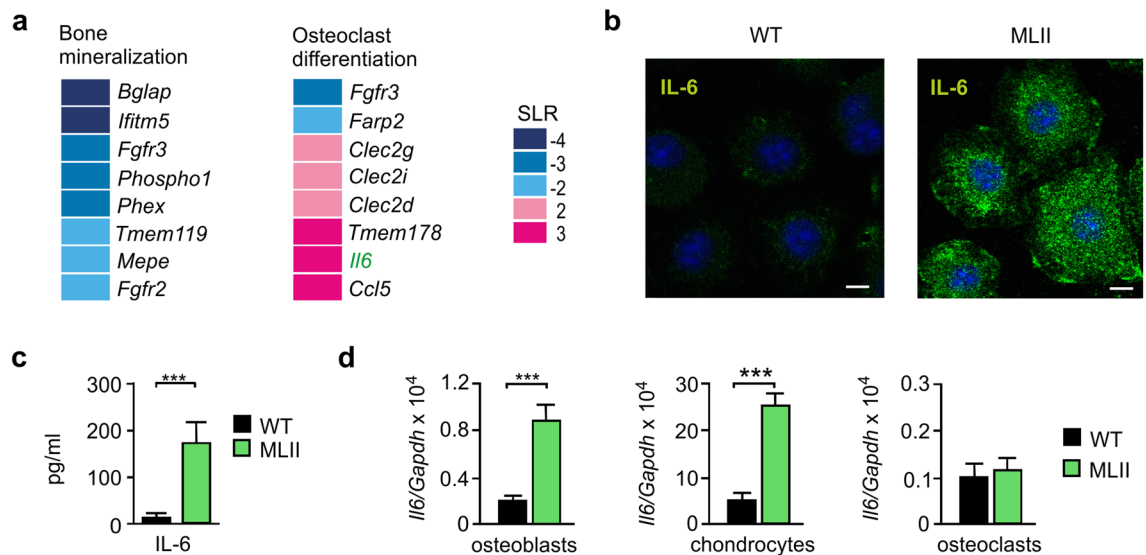 a
Bone
mineralization
Bglap
Ifitm5
Fgfr3
Phospho1
Phex
Tmem119
Mepe
Fgfr2
Osteoclast
differentiation
Fgfr3
Farp2
Clec2g
Clec2i
Clec2d
Tmem178
Il6
Ccl5
SLR
-4
-3
-2
2
3
b
WT
MLII
IL-6
IL-6
c
pg/ml
300
200
100
0
***
IL-6
WT
MLII
d
Il6/Gapdh x 10⁴
1.2
0.8
0.4
0
***
osteoblasts
Il6/Gapdh x 10⁴
30
20
10
0
***
chondrocytes
Il6/Gapdh x 10⁴
0.3
0.2
0.1
0
osteoclasts
WT
MLII